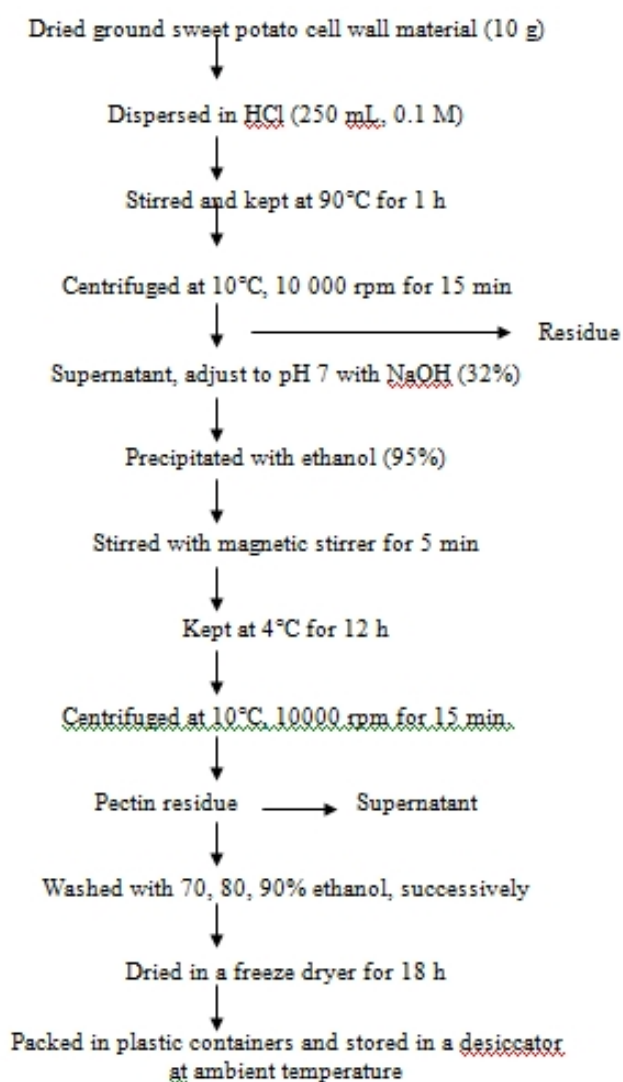 Dried ground sweet potato cell wall material (10 g)
Dispersed in HCl (250 mL, 0.1 M)
Stirred and kept at 90°C for 1 h
Centrifuged at 10°C, 10 000 rpm for 15 min
Residue
Supernatant, adjust to pH 7 with NaOH (32%)
Precipitated with ethanol (95%)
Stirred with magnetic stirrer for 5 min
Kept at 4°C for 12 h
Centrifuged at 10°C, 10000 rpm for 15 min.
Pectin residue
Supernatant
Washed with 70, 80, 90% ethanol, successively
Dried in a freeze dryer for 18 h
Packed in plastic containers and stored in a desiccator
at ambient temperature